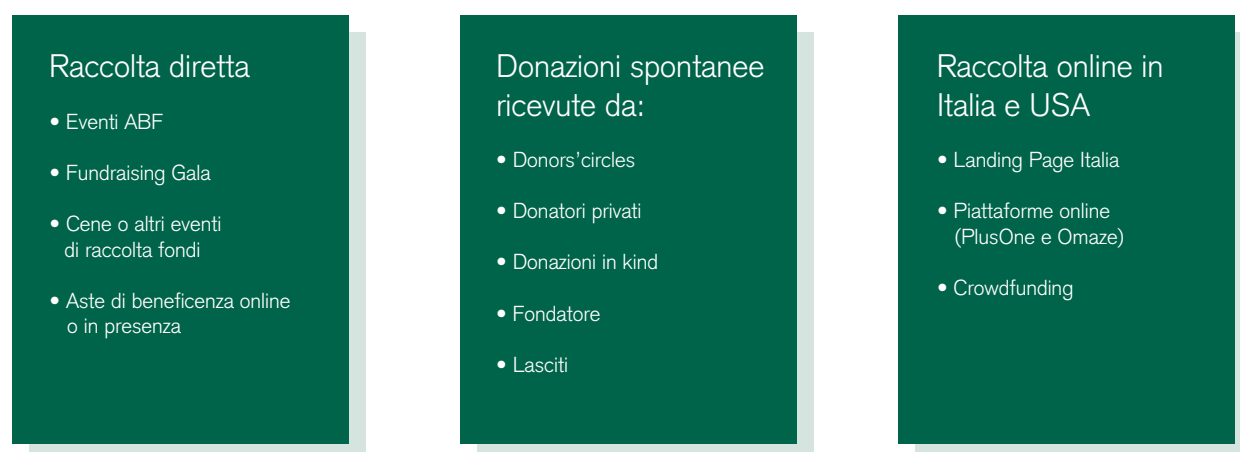 Raccolta diretta
• Eventi ABF
• Fundraising Gala
• Cene o altri eventi
di raccolta fondi
• Aste di beneficenza online
o in presenza
Donazioni spontanee
ricevute da:
• Donors'circles
• Donatori privati
• Donazioni in kind
• Fondatore
• Lasciti
Raccolta online in
Italia e USA
• Landing Page Italia
• Piattaforme online
(PlusOne e Omaze)
• Crowdfunding